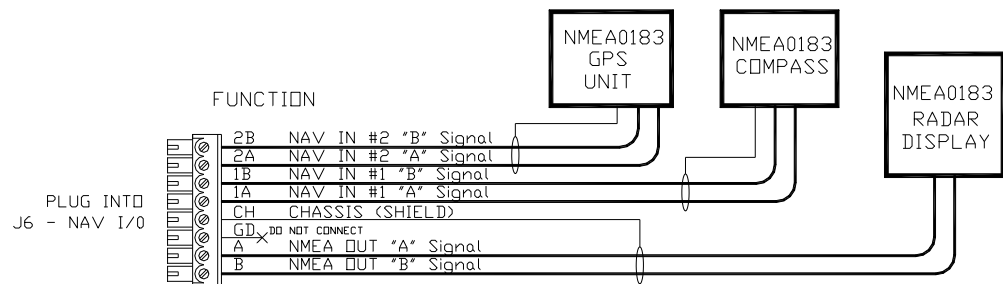 NMEA0183
GPS
UNIT
NMEA0183
COMPASS
NMEA0183
RADAR
DISPLAY
FUNCTION
2B NAV IN #2 "B" Signal
2A NAV IN #2 "A" Signal
1B NAV IN #1 "B" Signal
1A NAV IN #1 "A" Signal
CH CHASSIS (SHIELD)
GD DO NOT CONNECT
A NMEA OUT "A" Signal
B NMEA OUT "B" Signal
PLUG INTO
J6 - NAV I/O